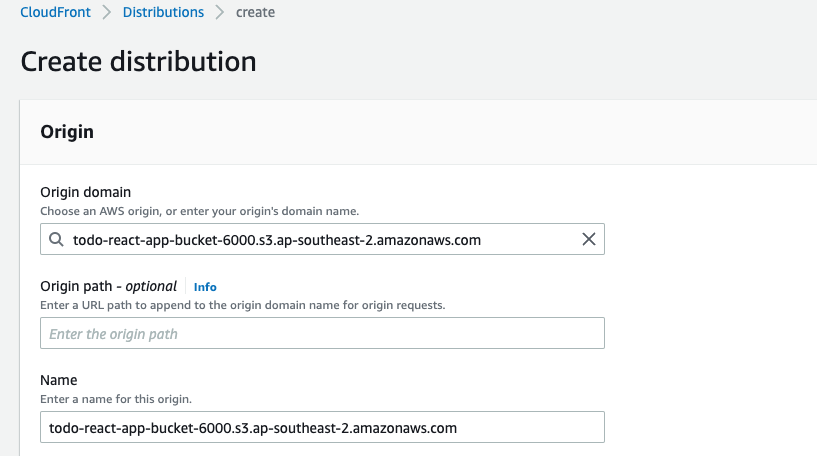 CloudFront > Distributions > create
Create distribution
Origin
Origin domain
Choose an AWS origin, or enter your origin's domain name.
todo-react-app-bucket-6000.s3.ap-southeast-2.amazonaws.com
Origin path - optional Info
Enter a URL path to append to the origin domain name for origin requests.
Enter the origin path
Name
Enter a name for this origin.
todo-react-app-bucket-6000.s3.ap-southeast-2.amazonaws.com